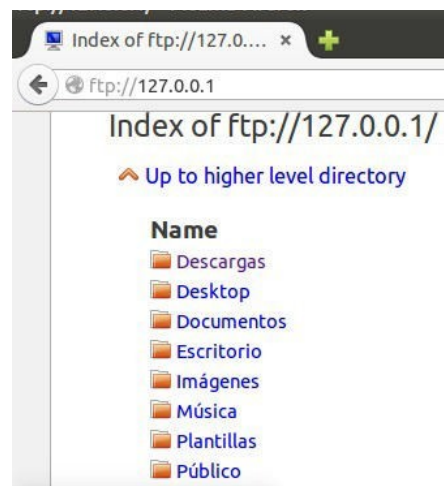 Index of ftp://127.0.... ×
ftp://127.0.0.1
Index of ftp://127.0.0.1/
Up to higher level directory
Name
Descargas
Desktop
Documentos
Escritorio
Imágenes
Música
Plantillas
Público